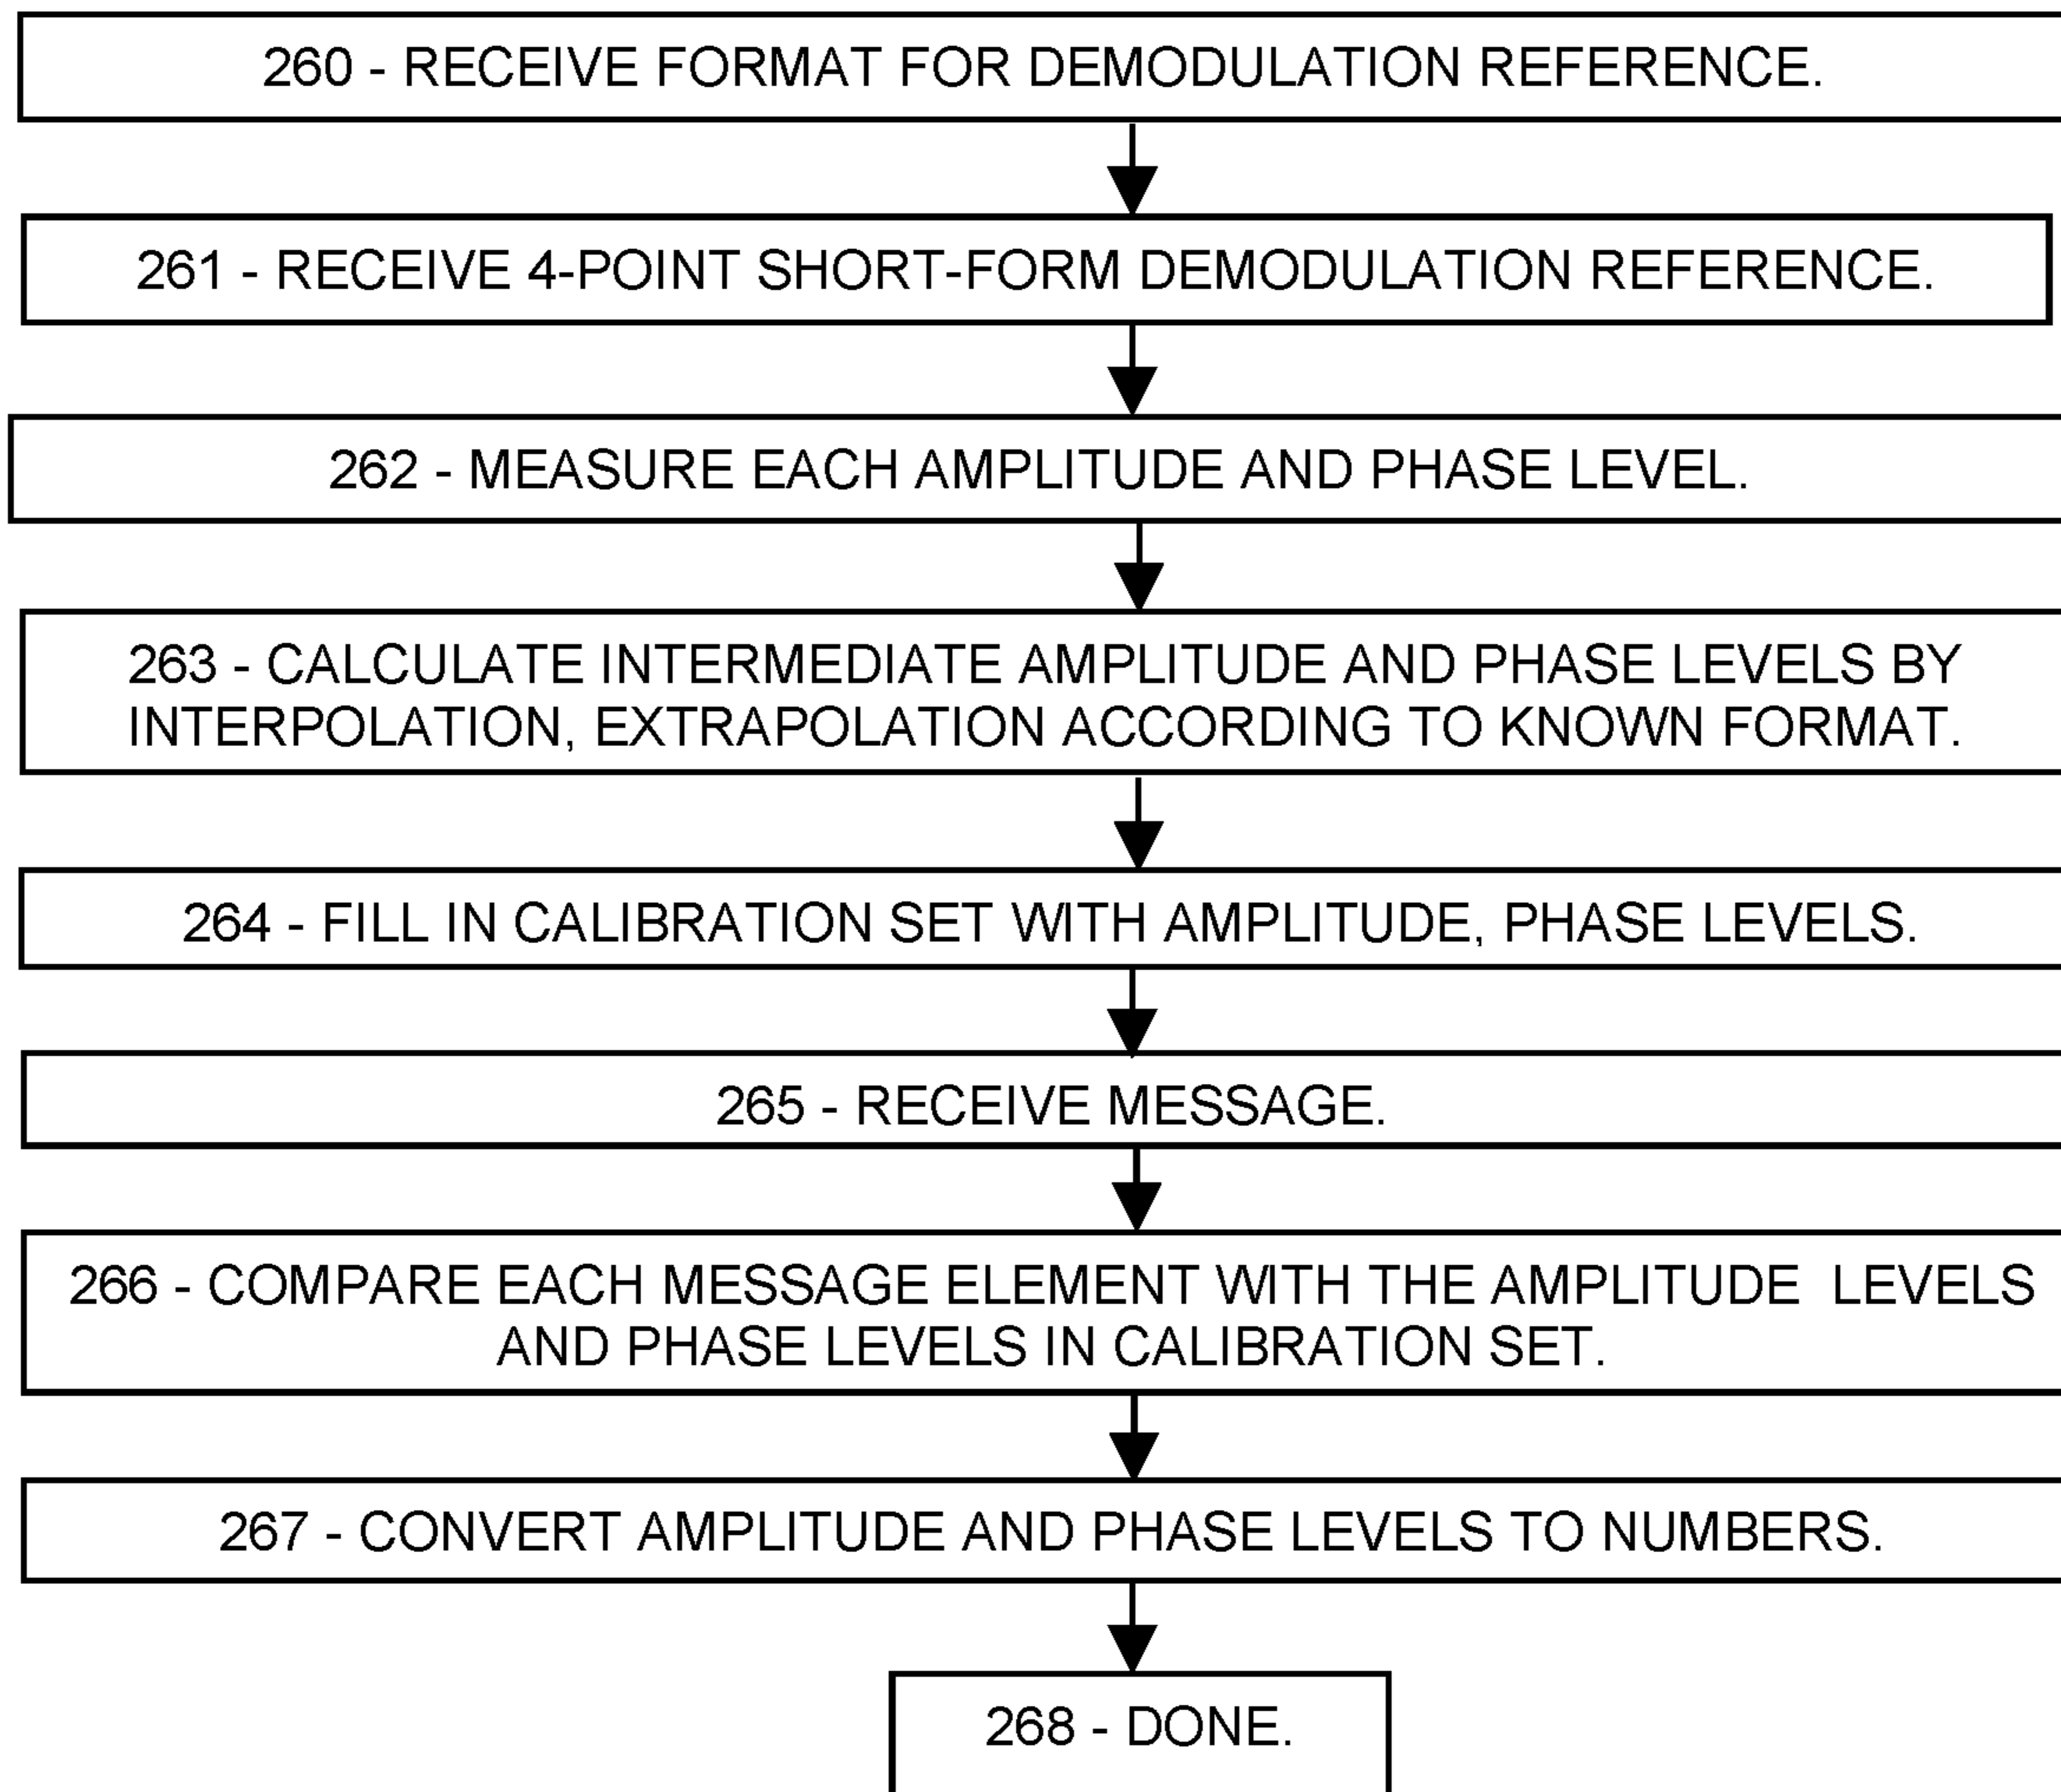 260 - RECEIVE FORMAT FOR DEMODULATION REFERENCE.
261 - RECEIVE 4-POINT SHORT-FORM DEMODULATION REFERENCE.
262 - MEASURE EACH AMPLITUDE AND PHASE LEVEL.
263 - CALCULATE INTERMEDIATE AMPLITUDE AND PHASE LEVELS BY
INTERPOLATION, EXTRAPOLATION ACCORDING TO KNOWN FORMAT.
264 - FILL IN CALIBRATION SET WITH AMPLITUDE, PHASE LEVELS.
265 - RECEIVE MESSAGE.
266 - COMPARE EACH MESSAGE ELEMENT WITH THE AMPLITUDE  LEVELS
AND PHASE LEVELS IN CALIBRATION SET.
267 - CONVERT AMPLITUDE AND PHASE LEVELS TO NUMBERS.
268 - DONE.